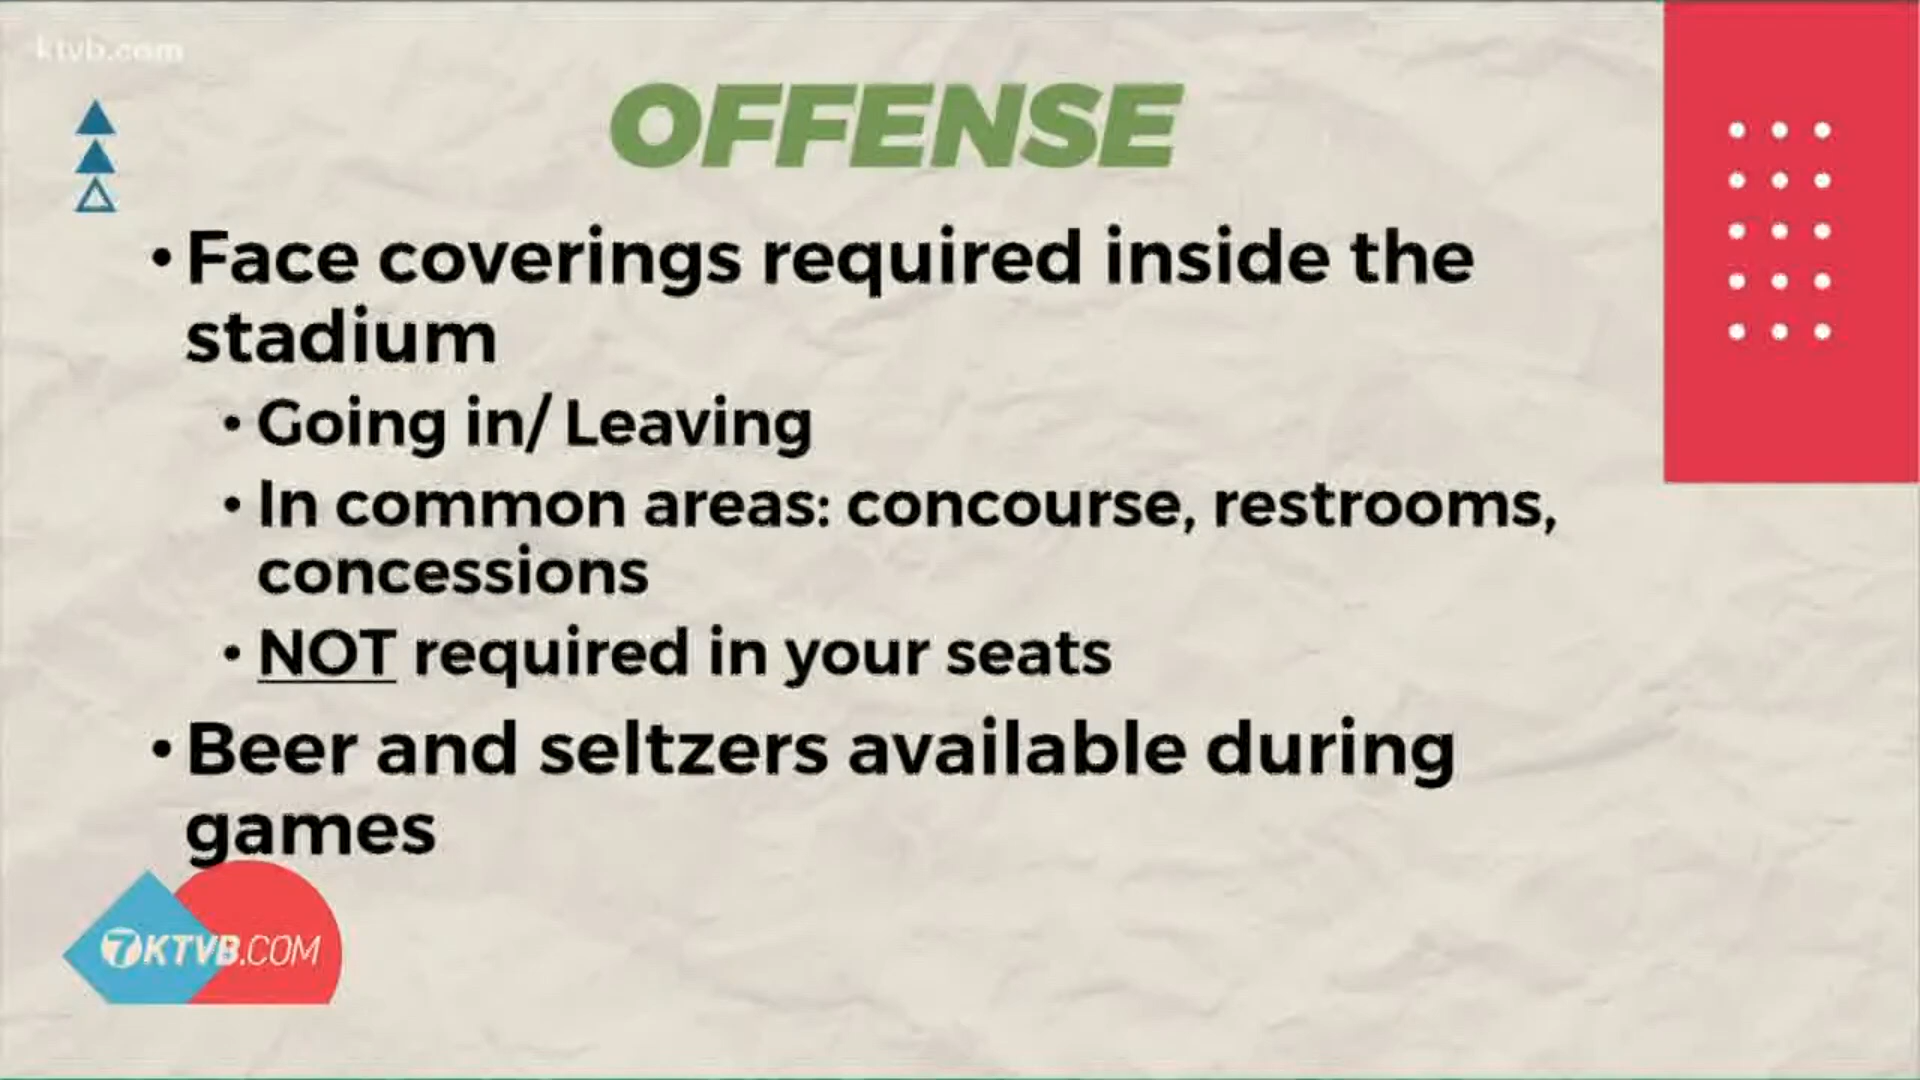 ktvb.com
OFFENSE
• Face coverings required inside the
stadium
• Going in/ Leaving
• In common areas: concourse, restrooms,
concessions
• NOT required in your seats
• Beer and seltzers available during
games
7KTVB.COM